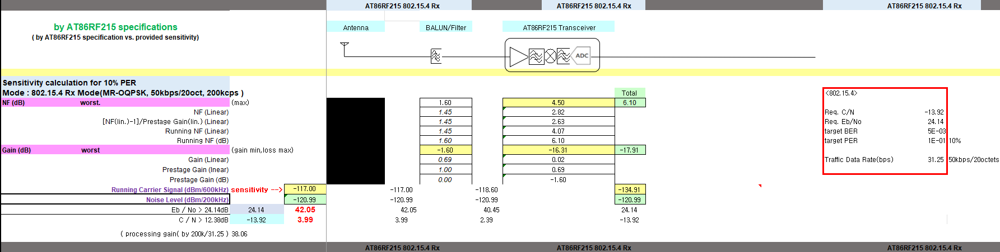 AT86RF215 802.15.4 Rx AT86RF215 802.15.4 Rx AT86RF215 802.15.4 Rx
by AT86RF215 specifications
( by AT86RF215 specification vs. provided sensitivity)
Antenna BALUN/Filter AT86RF215 Transceiver
ADC
Sensitivity calculation for 10% PER
Mode : 802.15.4 Rx Mode(MR-OQPSK, 50kbps/20oct, 200kcps )
Total
<802.15.4>
NF (dB) worst. (max) 1.60 4.50 6.10
NF (Linear) 1.45 2.82
Req. C/N -13.92
[NF(lin.)-1]/Prestage Gain(lin.) (Linear) 1.45 2.63
Req. Eb/No 24.14
Running NF (Linear) 1.45 4.07
target BER 5E-03
Running NF (dB) 1.60 6.10
target PER 1E-01 10%
Gain (dB) worst (gain min,loss max) -1.60 -16.31 -17.91
Gain (Linear) 0.69 0.02
Traffic Data Rate(bps) 31.25 50kbps/20octets
Prestage Gain (lnear) 1.00 0.69
Prestage Gain (dB) 0.00 -1.60
Running Carrier Signal (dBm/600kHz) sensitivity --> -117.00 -117.00 -118.60 -134.91
Noise Level (dBm/200kHz) -120.99 -120.99 -120.99 -120.99
Eb / No > 24.14dB 24.14 42.05 42.05 40.45 24.14
C / N > 12.38dB -13.92 3.99 3.99 2.39 -13.92
( processing gain( by 200k/31.25 ) 38.06
AT86RF215 802.15.4 Rx AT86RF215 802.15.4 Rx AT86RF215 802.15.4 Rx